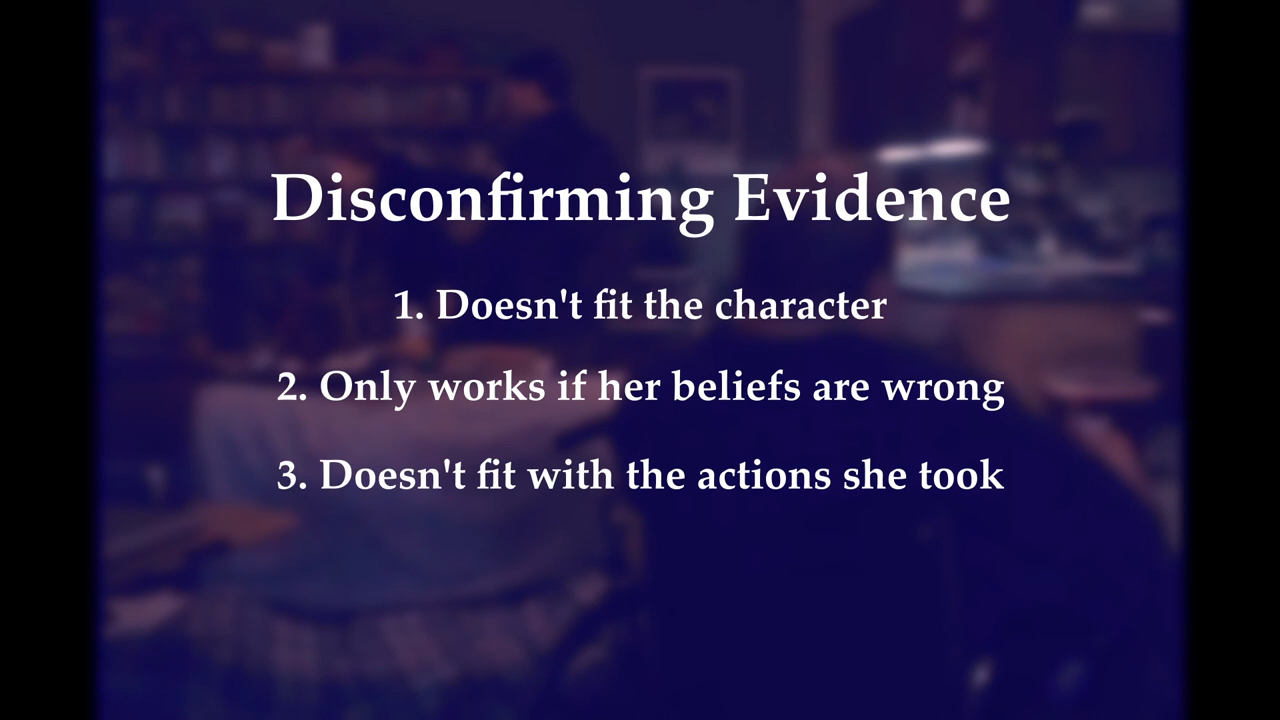 Disconfirming Evidence
1. Doesn't fit the character
2. Only works if her beliefs are wrong
3. Doesn't fit with the actions she took